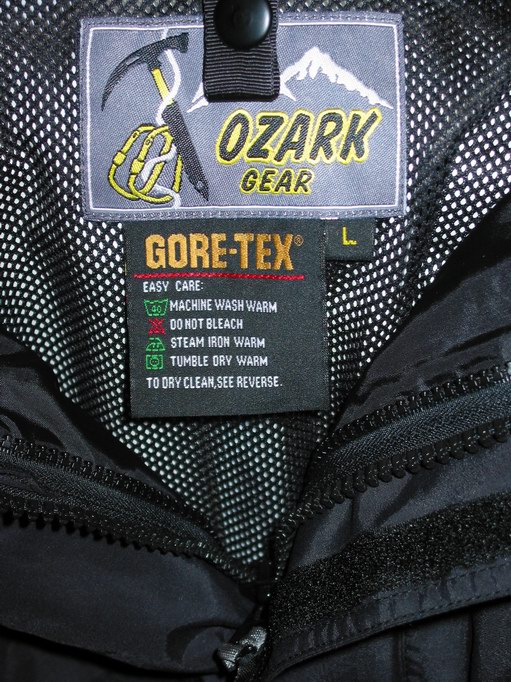 OZARK
GEAR
L
GORE-TEX®
EASY CARE:
40 MACHINE WASH WARM
DO NOT BLEACH
STEAM IRON WARM
TUMBLE DRY WARM
TO DRY CLEAN, SEE REVERSE.